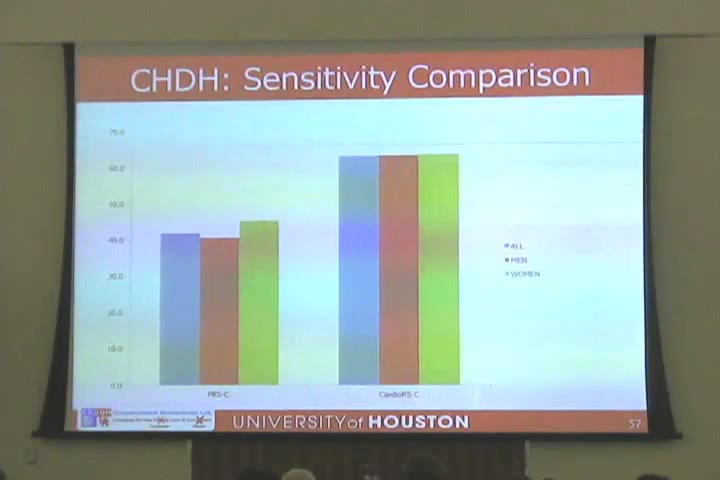 CHDH: Sensitivity Comparison
70.0
60.0
50.0
40.0
30.0
20.0
10.0
0.0
ALL
MEN
WOMEN
FRS-C
CardioRS-C
UNIVERSITY of HOUSTON
57